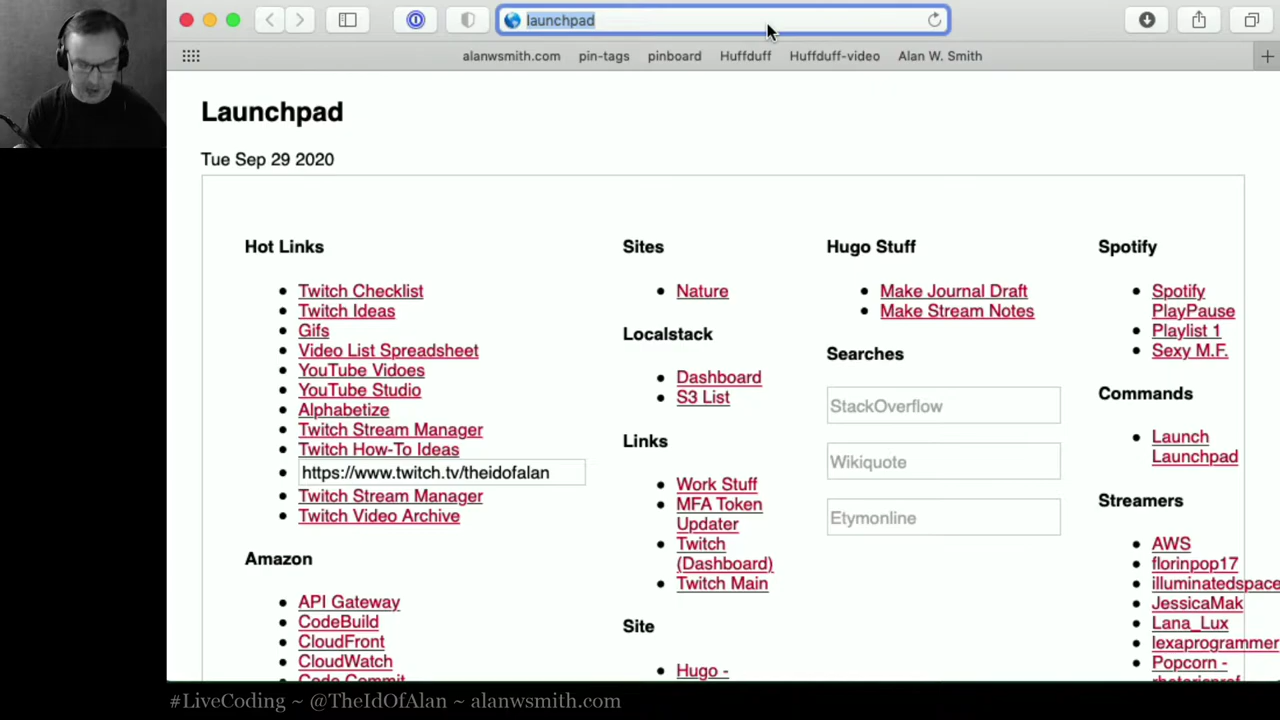 launchpad
alanwsmith.com pin-tags pinboard Huffduff Huffduff-video Alan W. Smith
Launchpad
Tue Sep 29 2020
Hot Links
Twitch Checklist
Twitch Ideas
Gifs
Video List Spreadsheet
YouTube Vidoes
YouTube Studio
Alphabetize
Twitch Stream Manager
Twitch How-To Ideas
https://www.twitch.tv/theidofalan
Twitch Stream Manager
Twitch Video Archive
Amazon
API Gateway
CodeBuild
CloudFront
CloudWatch
Code Commit
Sites
Nature
Localstack
Dashboard
S3 List
Links
Work Stuff
MFA Token
Updater
Twitch
(Dashboard)
Twitch Main
Site
Hugo -
Hugo Stuff
Make Journal Draft
Make Stream Notes
Searches
StackOverflow
Wikiquote
Etymonline
Spotify
Spotify
PlayPause
Playlist 1
Sexy M.F.
Commands
Launch
Launchpad
Streamers
AWS
florinpop17
illuminatedspace
JessicaMak
Lana_Lux
lexaprogrammer
Popcorn -
#LiveCoding ~ @TheIdOfAlan ~ alanwsmith.com